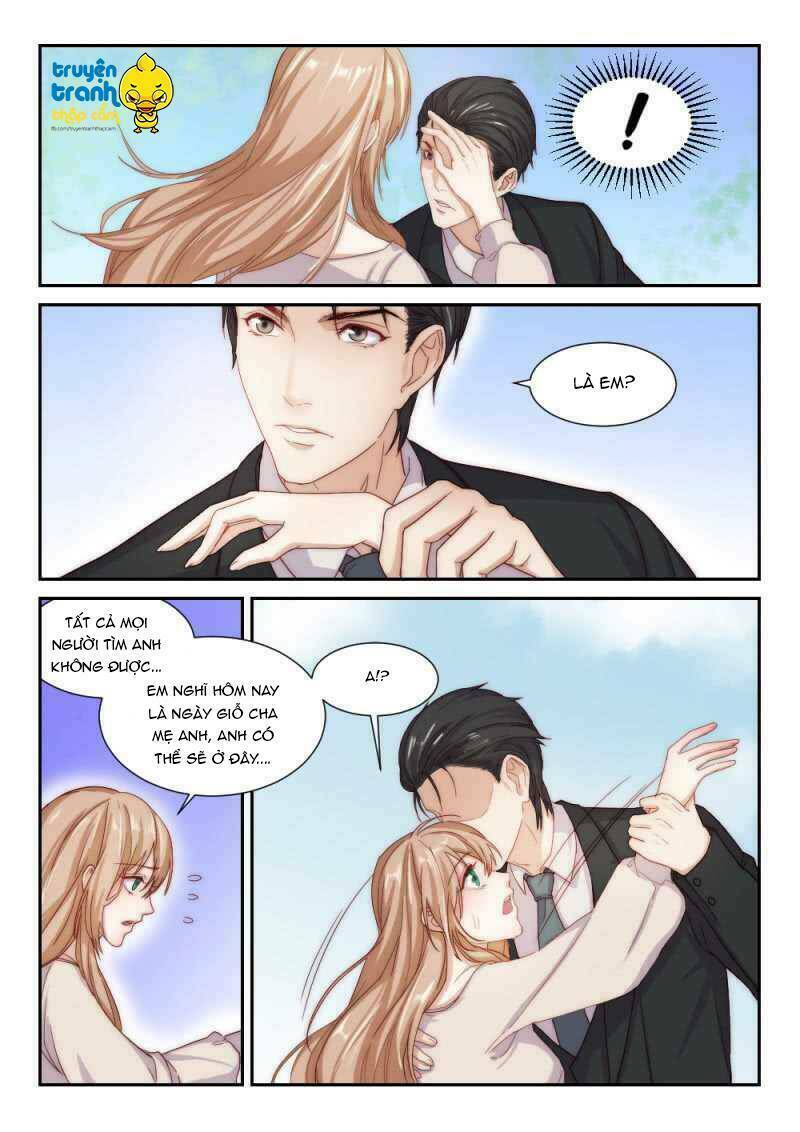 truyện
tranh
thập cẩm
!
LÀ EM?
TẤT CẢ MỌI
NGƯỜI TÌM ANH
KHÔNG ĐƯỢC...
EM NGHĨ HÔM NAY
LÀ NGÀY GIỖ CHA
MẸ ANH, ANH CÓ
THỂ SẼ Ở ĐÂY....
A!?